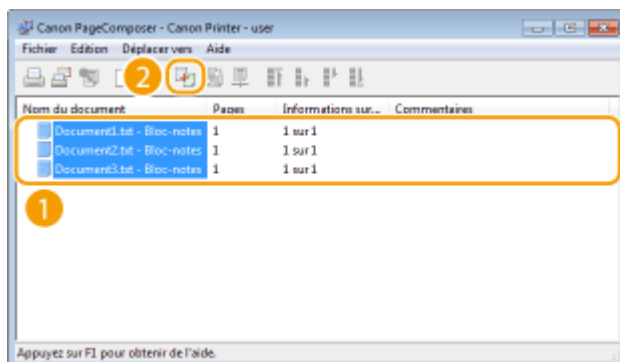 Canon PageComposer - Canon Printer - user
Fichier Edition Déplacer vers Aide
2
Nom du document Pages Informations sur... Commentaires
Document1.txt - Bloc-notes 1 1 sur 1
Document2.txt - Bloc-notes 1 1 sur 1
Document3.txt - Bloc-notes 1 1 sur 1
1
Appuyez sur F1 pour obtenir de l'aide.